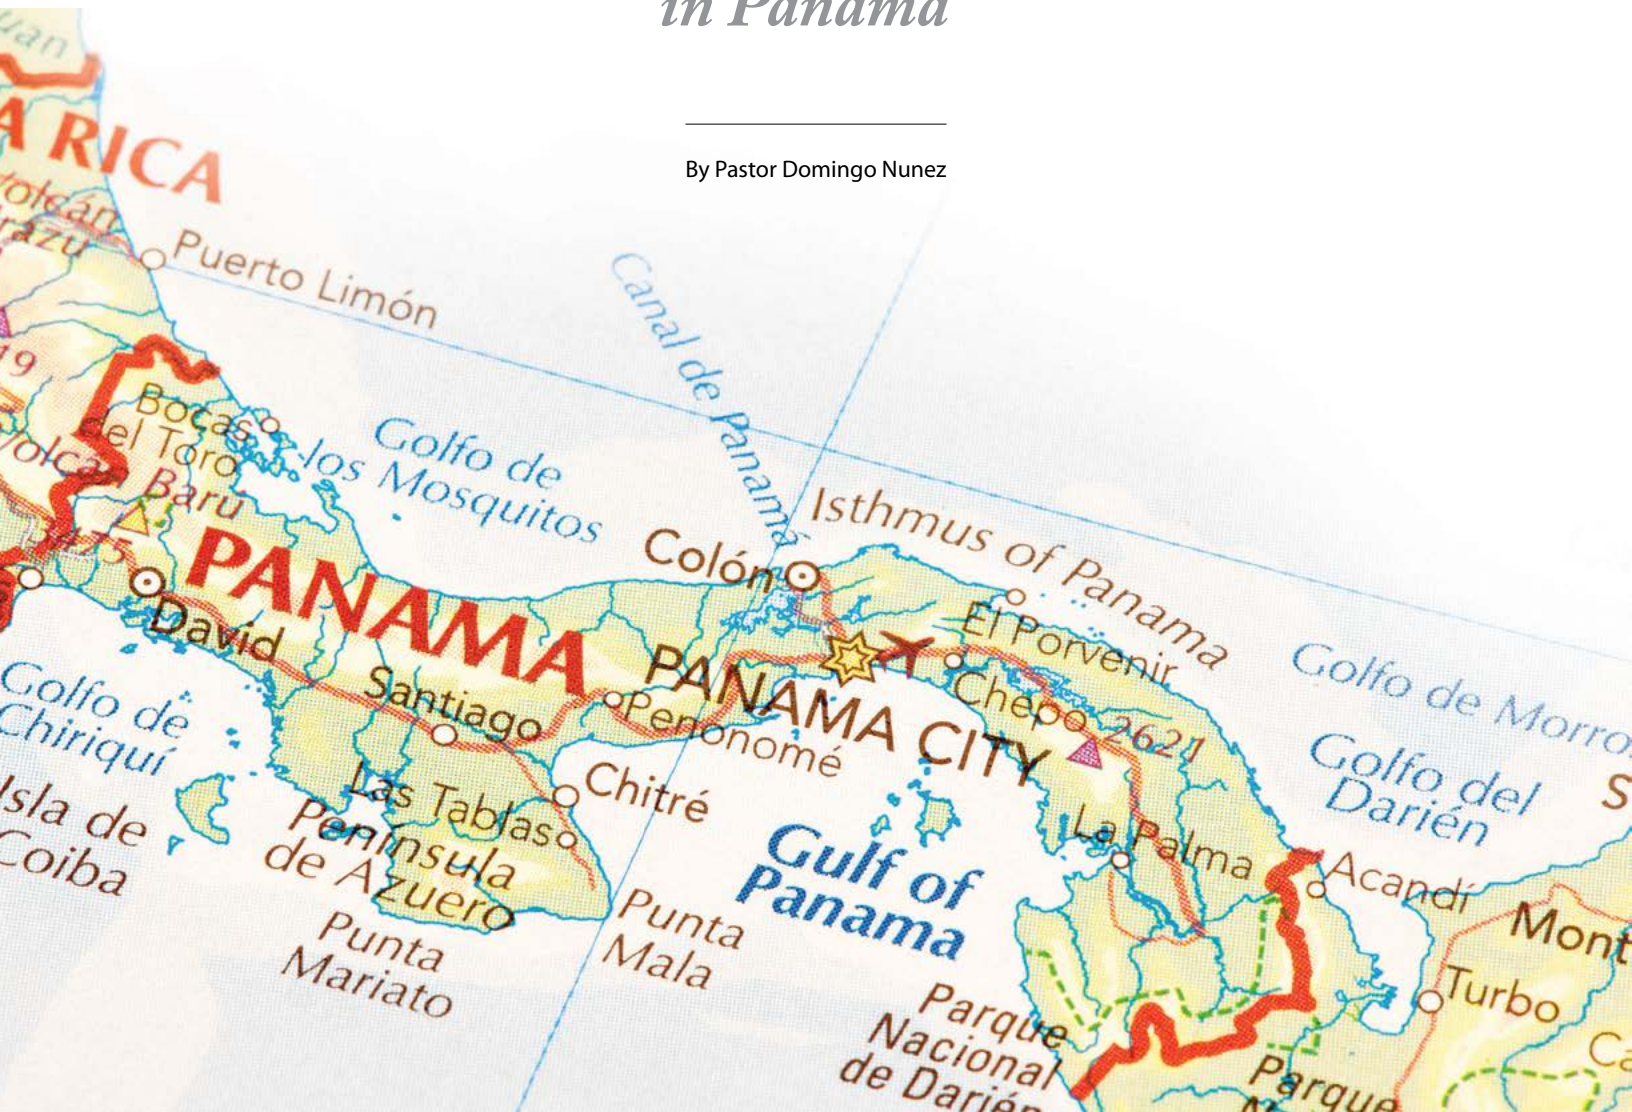 in Panama
By Pastor Domingo Nunez
A RICA
Puerto Limón
Canal de Panamá
19
Bocas
del Toro
Barú
3475
Golfo de
los Mosquitos
Isthmus of Panama
Colón
PANAMA
David
El Porvenir
Golfo de
Chiriquí
Santiago
Penonomé
PANAMA CITY
Chepo
2621
Golfo de Morro
Golfo del
Darién
S
Isla de
Coiba
Las Tablas
Chitré
Península
de Azuero
La Palma
Acandí
Gulf of
Panama
Punta
Mariato
Punta
Mala
Mont
Turbo
Parque
Nacional
de Darién
Parque